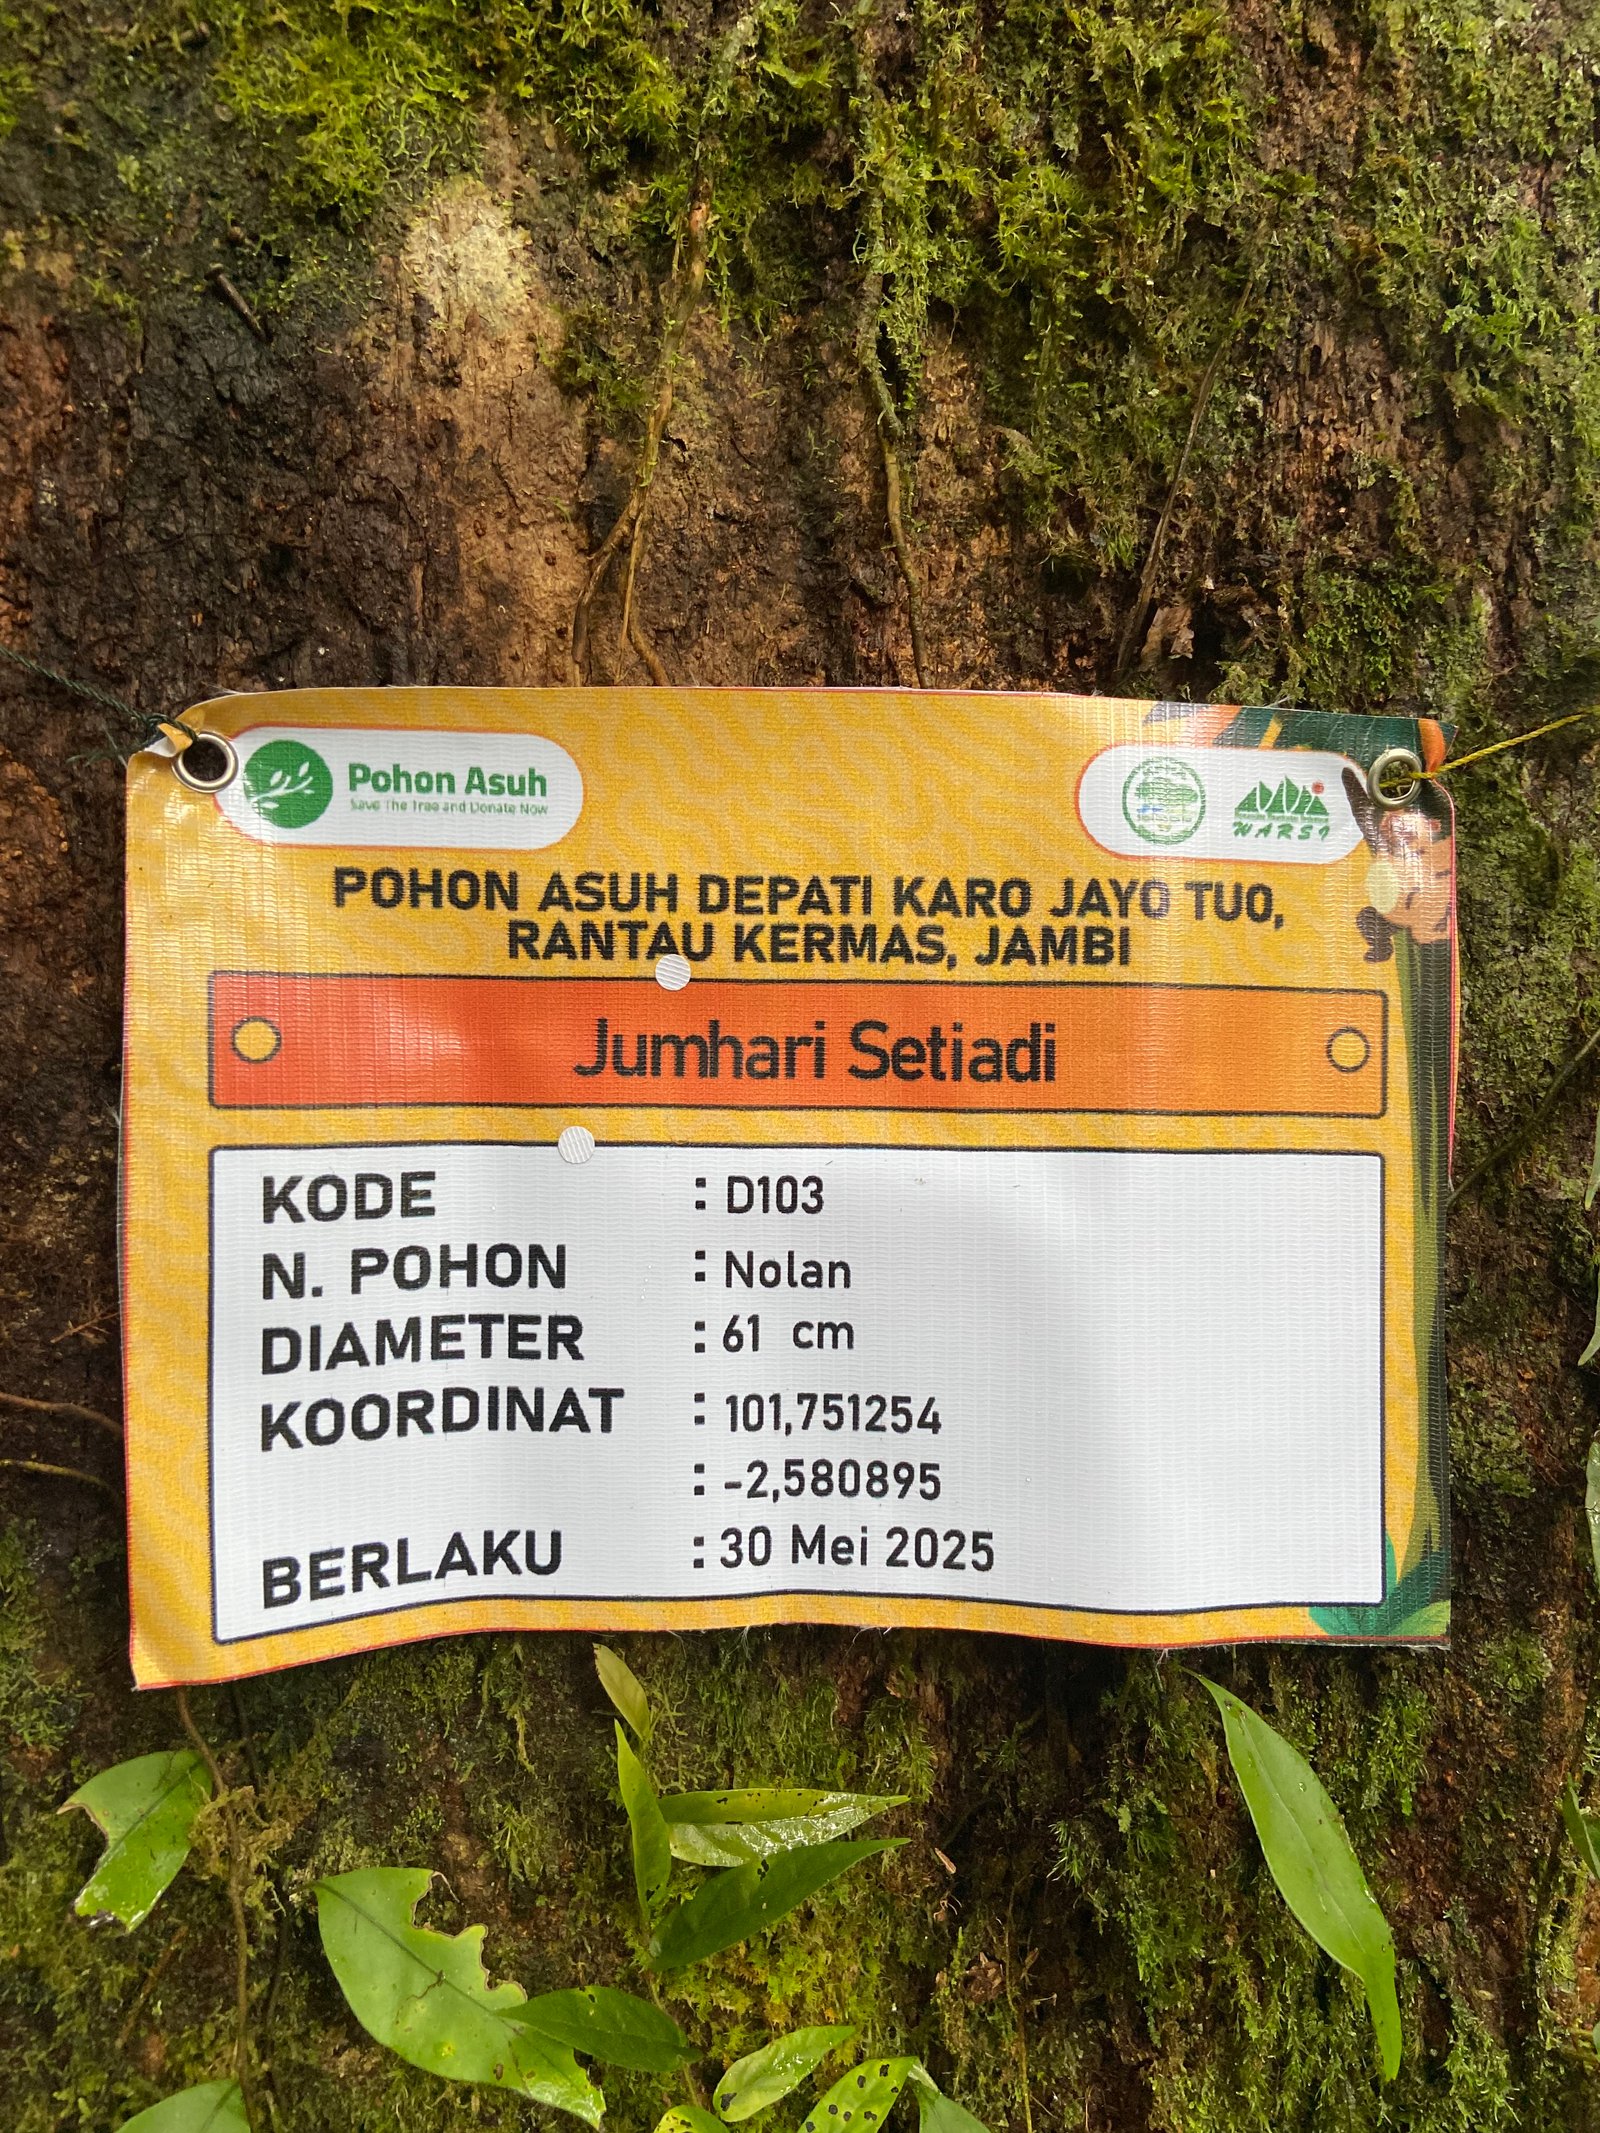 Pohon Asuh
Save The Tree and Donate Now
WARSI
POHON ASUH DEPATI KARO JAYO TUO,
RANTAU KERMAS, JAMBI
Jumhari Setiadi
KODE : D103
N. POHON : Nolan
DIAMETER : 61 cm
KOORDINAT : 101,751254
: -2,580895
BERLAKU : 30 Mei 2025